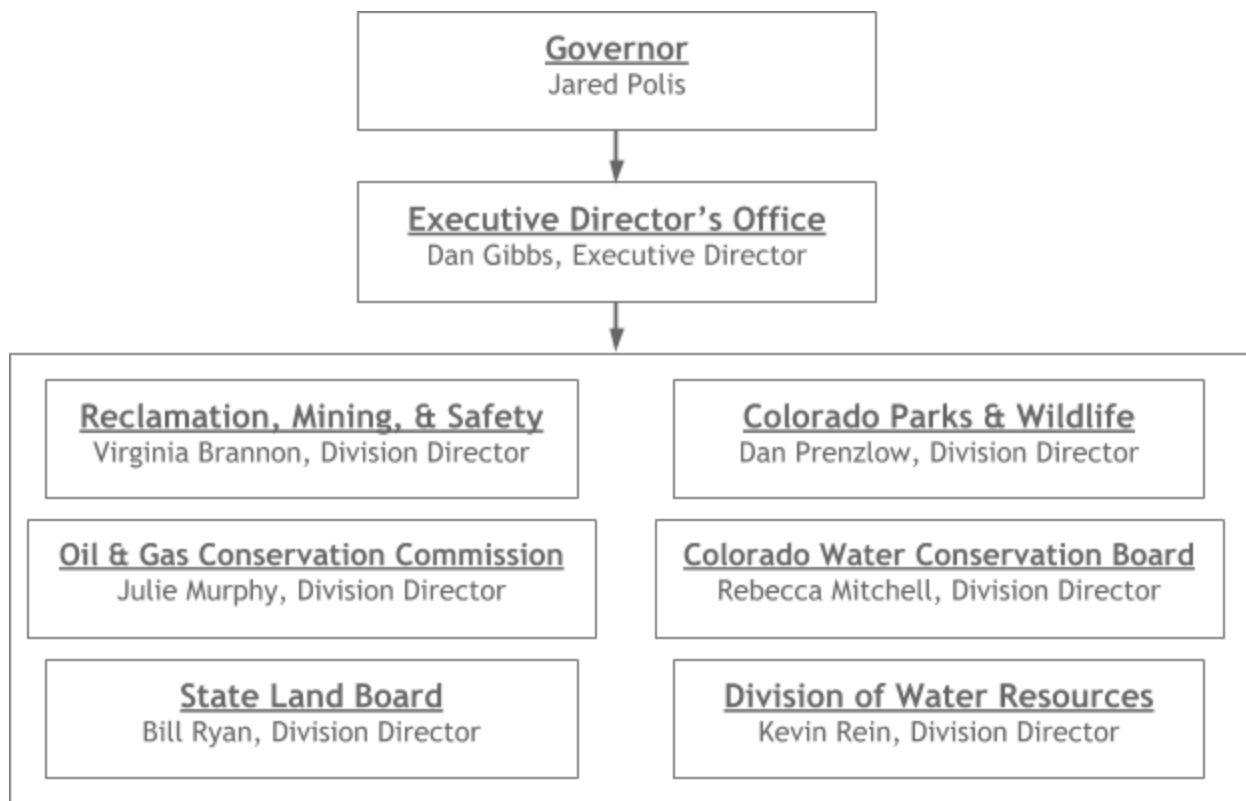 Governor
Jared Polis
Executive Director’s Office
Dan Gibbs, Executive Director
Reclamation, Mining, & Safety
Virginia Brannon, Division Director
Colorado Parks & Wildlife
Dan Prenzlow, Division Director
Oil & Gas Conservation Commission
Julie Murphy, Division Director
Colorado Water Conservation Board
Rebecca Mitchell, Division Director
State Land Board
Bill Ryan, Division Director
Division of Water Resources
Kevin Rein, Division Director